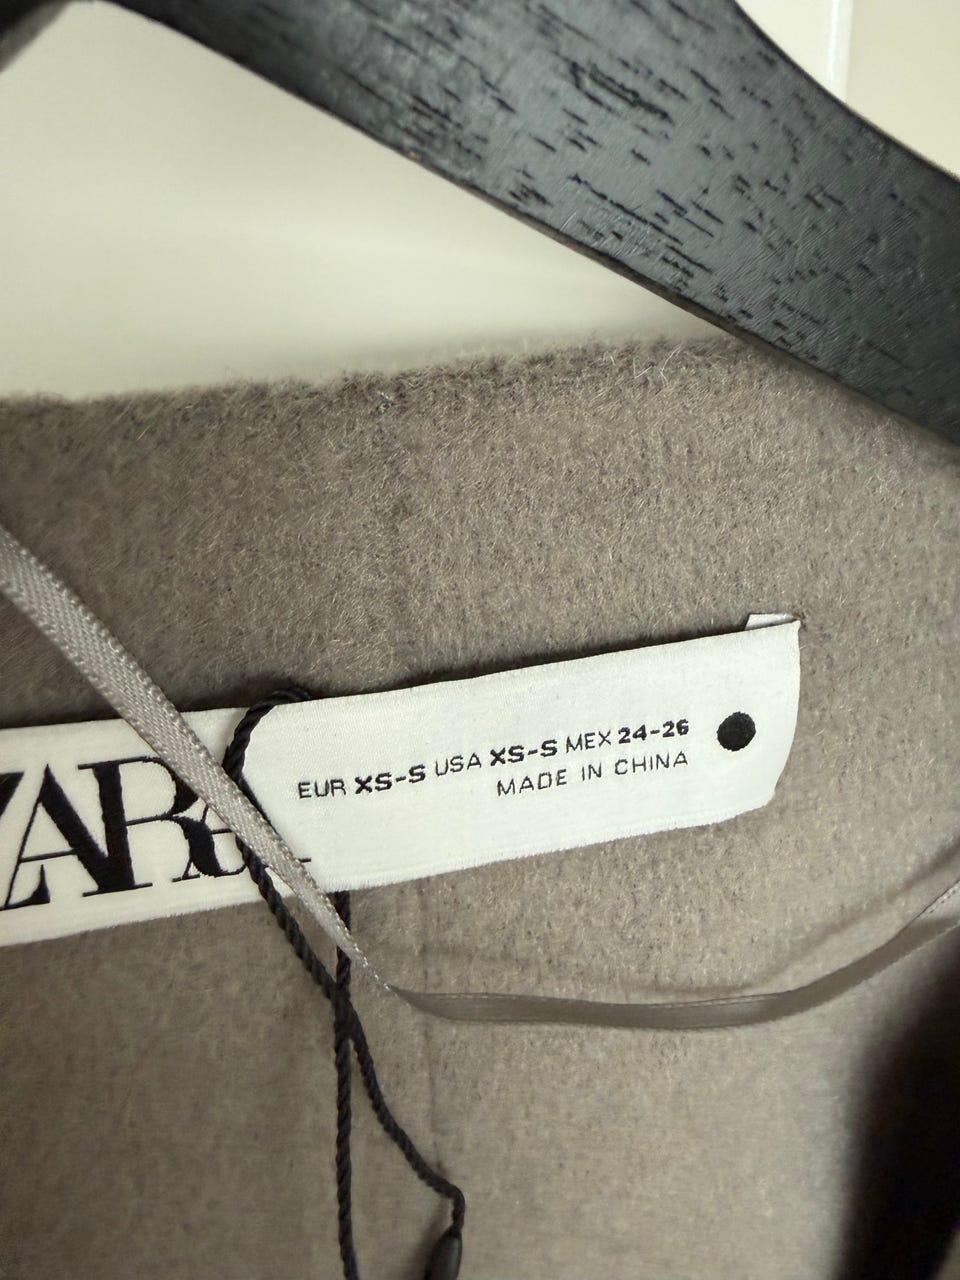 ZARA
EUR XS-S USA XS-S MEX 24-26
MADE IN CHINA